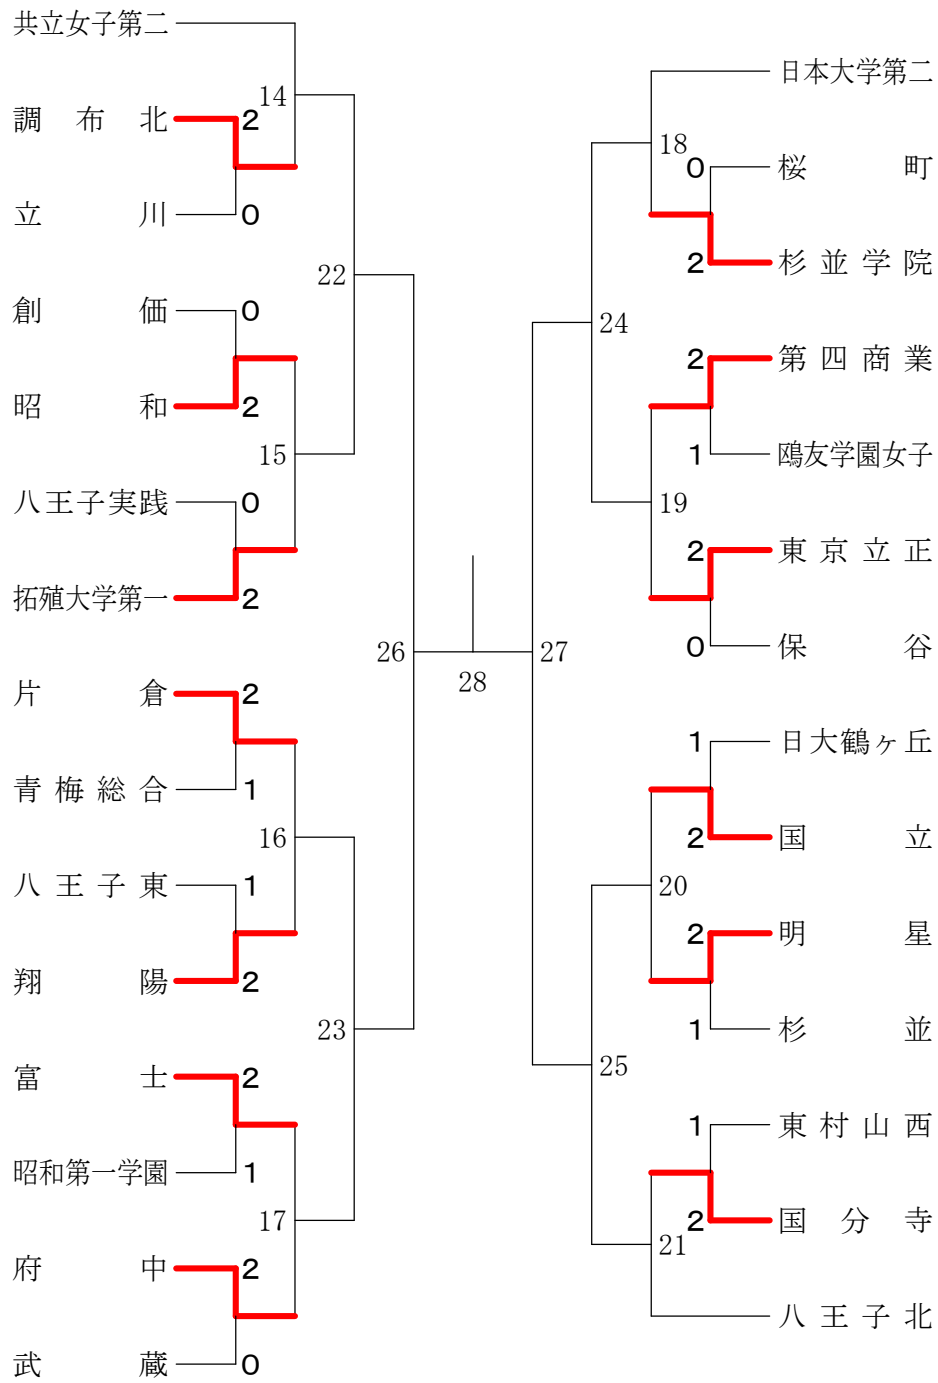 共立女子第二
14
調布北 2
立川 0
22
創価 0
昭和 2
15
八王子実践 0
拓殖大学第一 2
26
片倉 2
青梅総合 1
16
八王子東 1
翔陽 2
23
富士 2
昭和第一学園 1
17
府中 2
武蔵 0
28
日本大学第二
18
0 桜町
2 杉並学院
24
2 第四商業
1 鴎友学園女子
19
2 東京立正
0 保谷
27
1 日大鶴ヶ丘
2 国立
20
2 明星
1 杉並
25
1 東村山西
2 国分寺
21
八王子北